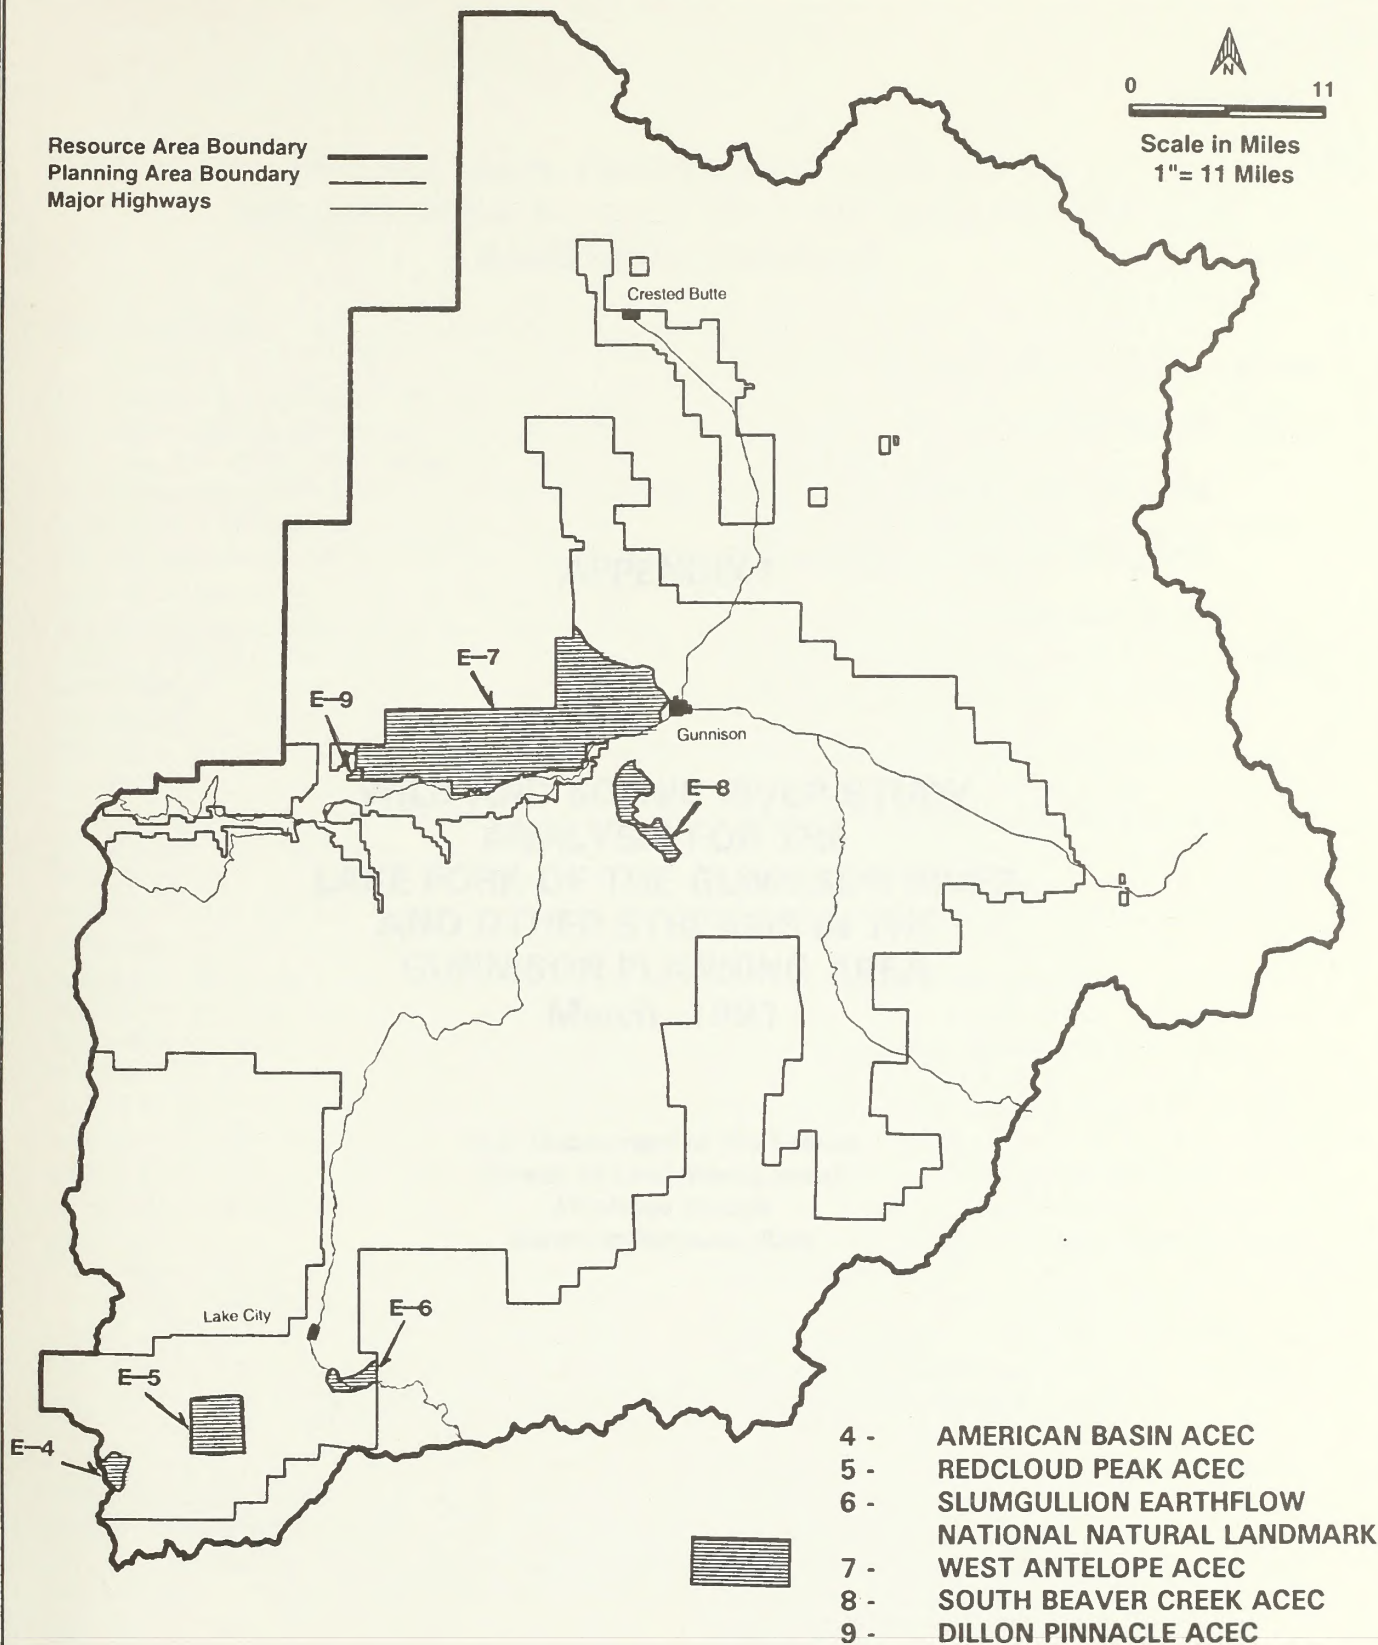 N
0 11
Scale in Miles
1"= 11 Miles
Resource Area Boundary
Planning Area Boundary
Major Highways
Crested Butte
E-7
E-9
Gunnison
E-8
Lake City
E-6
E-5
E-4
4 - AMERICAN BASIN ACEC
5 - REDCLOUD PEAK ACEC
6 - SLUMGULLION EARTHFLOW
NATIONAL NATURAL LANDMARK
7 - WEST ANTELOPE ACEC
8 - SOUTH BEAVER CREEK ACEC
9 - DILLON PINNACLE ACEC